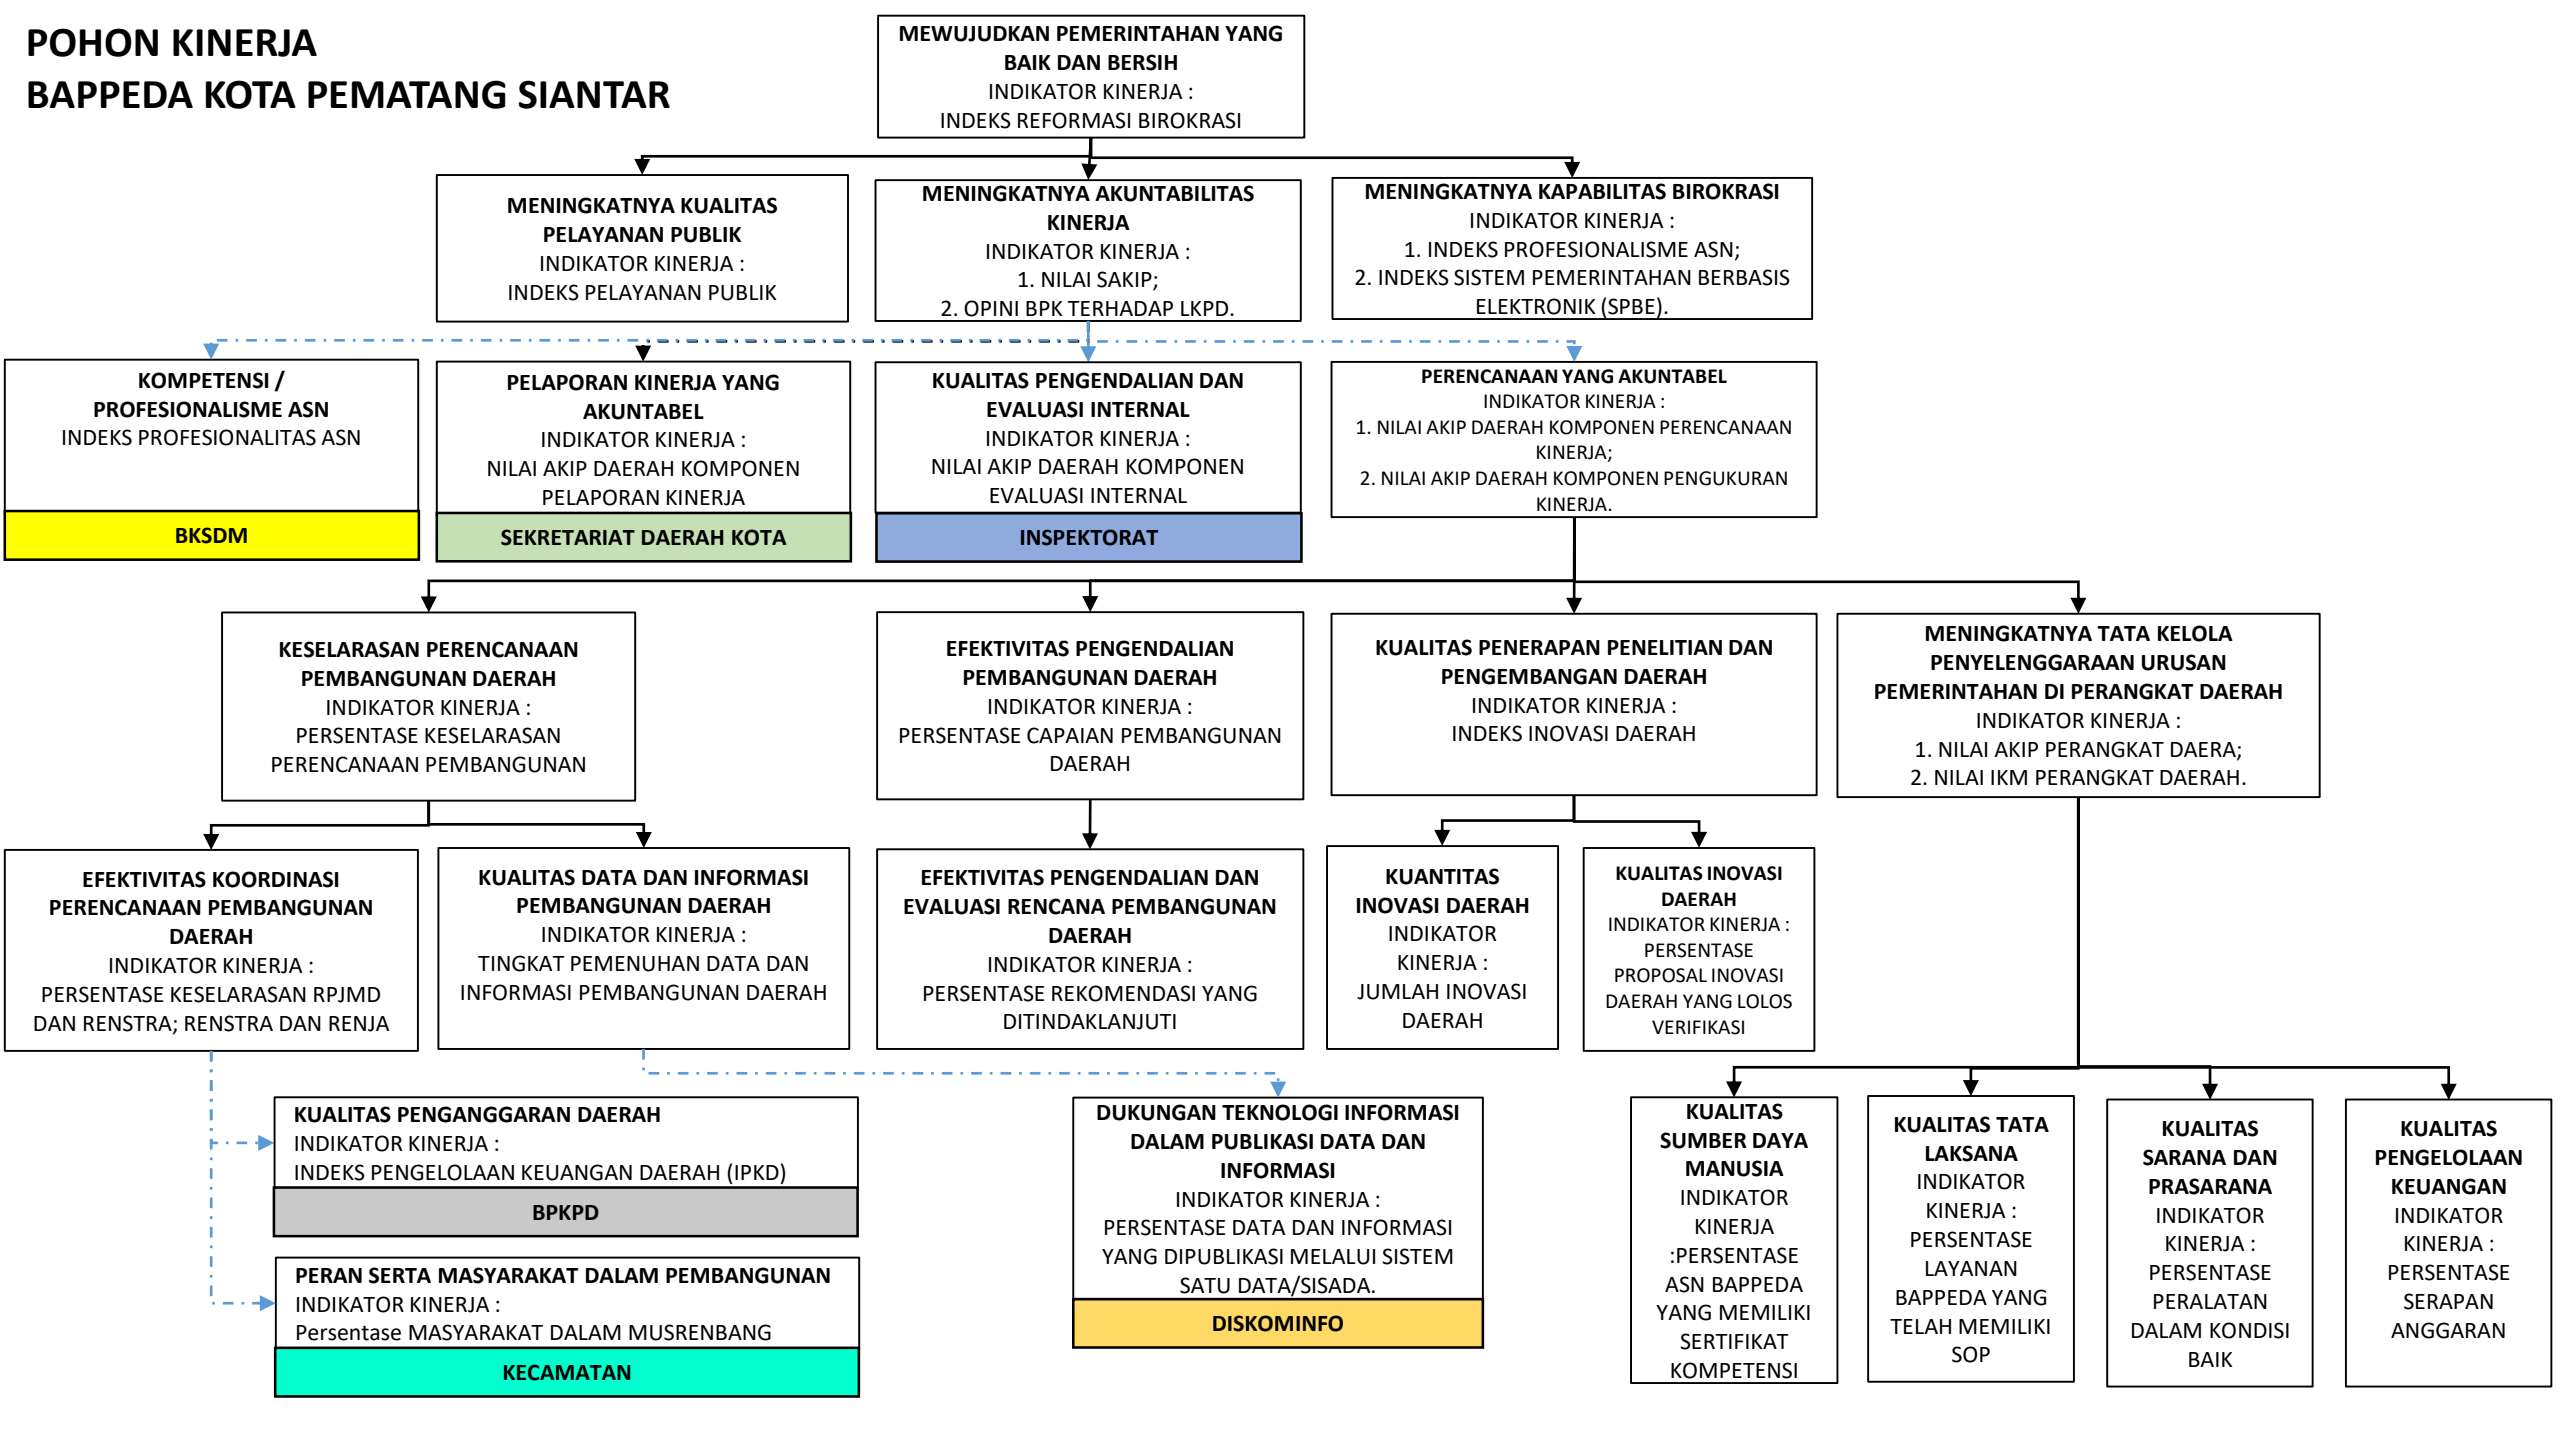 POHON KINERJA
BAPPEDA KOTA PEMATANG SIANTAR
MEWUJUDKAN PEMERINTAHAN YANG
BAIK DAN BERSIH
INDIKATOR KINERJA :
INDEKS REFORMASI BIROKRASI
MENINGKATNYA KUALITAS
PELAYANAN PUBLIK
INDIKATOR KINERJA :
INDEKS PELAYANAN PUBLIK
MENINGKATNYA AKUNTABILITAS
KINERJA
INDIKATOR KINERJA :
1. NILAI SAKIP;
2. OPINI BPK TERHADAP LKPD.
MENINGKATNYA KAPABILITAS BIROKRASI
INDIKATOR KINERJA :
1. INDEKS PROFESIONALISME ASN;
2. INDEKS SISTEM PEMERINTAHAN BERBASIS
ELEKTRONIK (SPBE).
KOMPETENSI /
PROFESIONALISME ASN
INDEKS PROFESIONALITAS ASN
BKSDM
PELAPORAN KINERJA YANG
AKUNTABEL
INDIKATOR KINERJA :
NILAI AKIP DAERAH KOMPONEN
PELAPORAN KINERJA
SEKRETARIAT DAERAH KOTA
KUALITAS PENGENDALIAN DAN
EVALUASI INTERNAL
INDIKATOR KINERJA :
NILAI AKIP DAERAH KOMPONEN
EVALUASI INTERNAL
INSPEKTORAT
PERENCANAAN YANG AKUNTABEL
INDIKATOR KINERJA :
1. NILAI AKIP DAERAH KOMPONEN PERENCANAAN
KINERJA;
2. NILAI AKIP DAERAH KOMPONEN PENGUKURAN
KINERJA.
KESELARASAN PERENCANAAN
PEMBANGUNAN DAERAH
INDIKATOR KINERJA :
PERSENTASE KESELARASAN
PERENCANAAN PEMBANGUNAN
EFEKTIVITAS PENGENDALIAN
PEMBANGUNAN DAERAH
INDIKATOR KINERJA :
PERSENTASE CAPAIAN PEMBANGUNAN
DAERAH
KUALITAS PENERAPAN PENELITIAN DAN
PENGEMBANGAN DAERAH
INDIKATOR KINERJA :
INDEKS INOVASI DAERAH
MENINGKATNYA TATA KELOLA
PENYELENGGARAAN URUSAN
PEMERINTAHAN DI PERANGKAT DAERAH
INDIKATOR KINERJA :
1. NILAI AKIP PERANGKAT DAERA;
2. NILAI IKM PERANGKAT DAERAH.
EFEKTIVITAS KOORDINASI
PERENCANAAN PEMBANGUNAN
DAERAH
INDIKATOR KINERJA :
PERSENTASE KESELARASAN RPJMD
DAN RENSTRA; RENSTRA DAN RENJA
KUALITAS DATA DAN INFORMASI
PEMBANGUNAN DAERAH
INDIKATOR KINERJA :
TINGKAT PEMENUHAN DATA DAN
INFORMASI PEMBANGUNAN DAERAH
EFEKTIVITAS PENGENDALIAN DAN
EVALUASI RENCANA PEMBANGUNAN
DAERAH
INDIKATOR KINERJA :
PERSENTASE REKOMENDASI YANG
DITINDAKLANJUTI
KUANTITAS
INOVASI DAERAH
INDIKATOR
KINERJA :
JUMLAH INOVASI
DAERAH
KUALITAS INOVASI
DAERAH
INDIKATOR KINERJA :
PERSENTASE
PROPOSAL INOVASI
DAERAH YANG LOLOS
VERIFIKASI
KUALITAS PENGANGGARAN DAERAH
INDIKATOR KINERJA :
INDEKS PENGELOLAAN KEUANGAN DAERAH (IPKD)
BPKPD
PERAN SERTA MASYARAKAT DALAM PEMBANGUNAN
INDIKATOR KINERJA :
Persentase MASYARAKAT DALAM MUSRENBANG
KECAMATAN
DUKUNGAN TEKNOLOGI INFORMASI
DALAM PUBLIKASI DATA DAN
INFORMASI
INDIKATOR KINERJA :
PERSENTASE DATA DAN INFORMASI
YANG DIPUBLIKASI MELALUI SISTEM
SATU DATA/SISADA.
DISKOMINFO
KUALITAS
SUMBER DAYA
MANUSIA
INDIKATOR
KINERJA
:PERSENTASE
ASN BAPPEDA
YANG MEMILIKI
SERTIFIKAT
KOMPETENSI
KUALITAS TATA
LAKSANA
INDIKATOR
KINERJA :
PERSENTASE
LAYANAN
BAPPEDA YANG
TELAH MEMILIKI
SOP
KUALITAS
SARANA DAN
PRASARANA
INDIKATOR
KINERJA :
PERSENTASE
PERALATAN
DALAM KONDISI
BAIK
KUALITAS
PENGELOLAAN
KEUANGAN
INDIKATOR
KINERJA :
PERSENTASE
SERAPAN
ANGGARAN